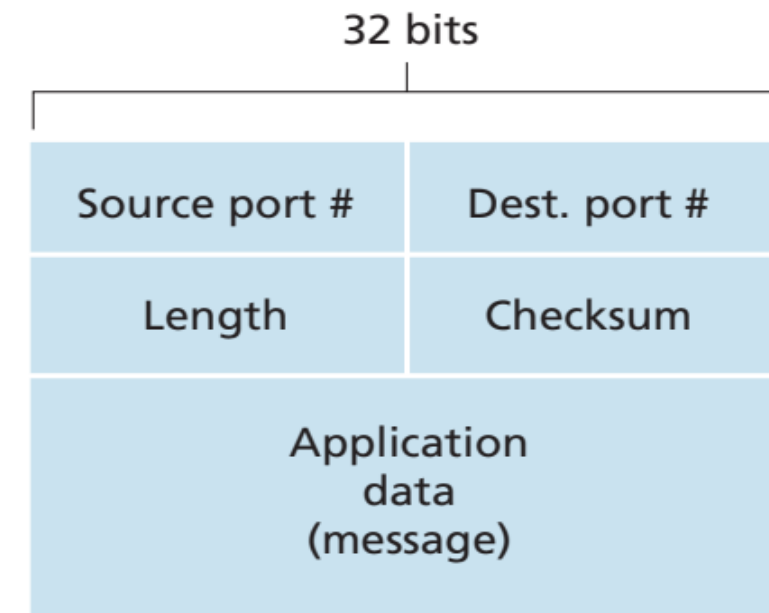 32 bits
Source port # Dest. port #
Length Checksum
Application
data
(message)